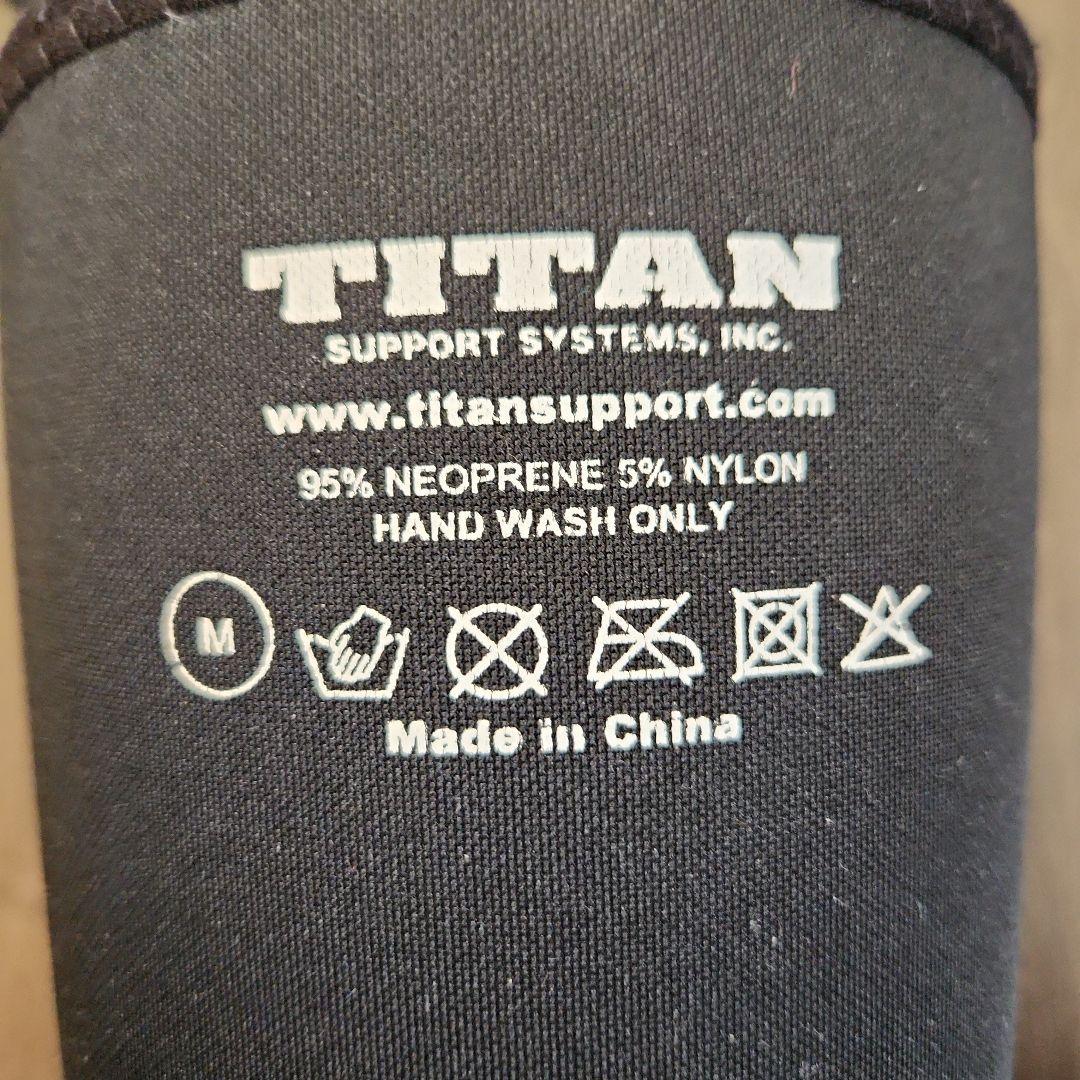 TITAN
SUPPORT SYSTEMS, INC.
www.titansupport.com
95% NEOPRENE 5% NYLON
HAND WASH ONLY
M
Made in China